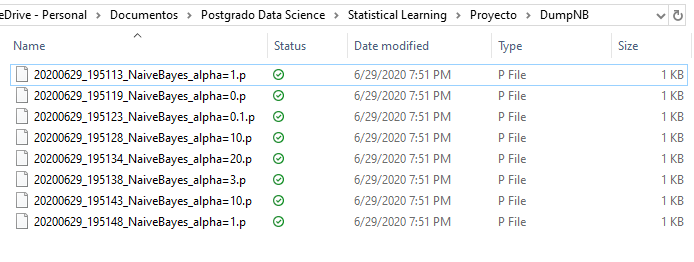 eDrive - Personal > Documentos > Postgrado Data Science > Statistical Learning > Proyecto > DumpNB
Name Status Date modified Type Size
20200629_195113_NaiveBayes_alpha=1.p 6/29/2020 7:51 PM P File 1 KB
20200629_195119_NaiveBayes_alpha=0.p 6/29/2020 7:51 PM P File 1 KB
20200629_195123_NaiveBayes_alpha=0.1.p 6/29/2020 7:51 PM P File 1 KB
20200629_195128_NaiveBayes_alpha=10.p 6/29/2020 7:51 PM P File 1 KB
20200629_195134_NaiveBayes_alpha=20.p 6/29/2020 7:51 PM P File 1 KB
20200629_195138_NaiveBayes_alpha=3.p 6/29/2020 7:51 PM P File 1 KB
20200629_195143_NaiveBayes_alpha=10.p 6/29/2020 7:51 PM P File 1 KB
20200629_195148_NaiveBayes_alpha=1.p 6/29/2020 7:51 PM P File 1 KB